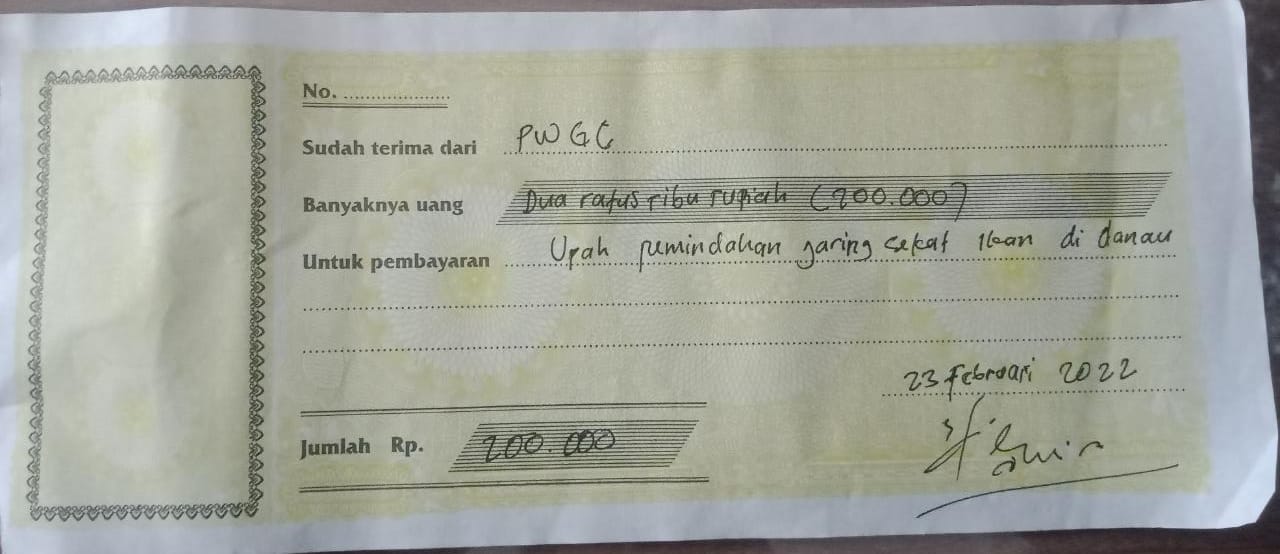 No. ....................
Sudah terima dari PWGC
Banyaknya uang Dua ratus ribu rupiah (200.000)
Untuk pembayaran Upah pemindahan jaring sekat ikan di danau
23 Februari 2022
Jumlah Rp. 200.000